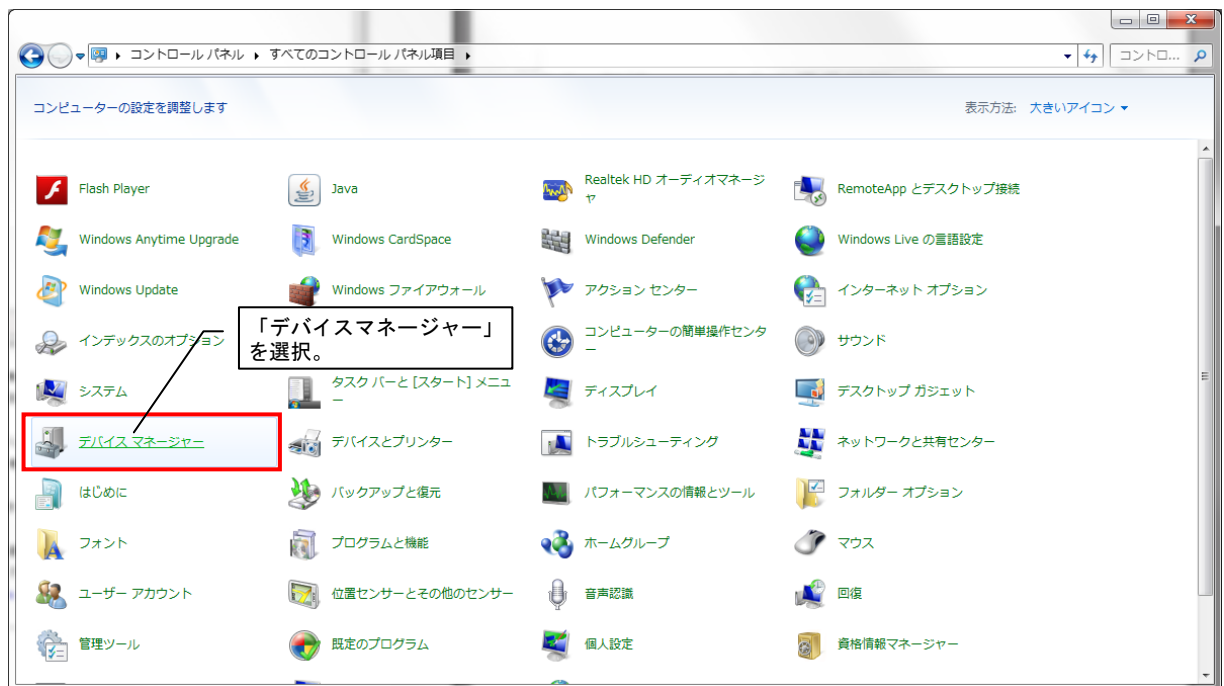 コントロール パネル ▸ すべてのコントロール パネル項目 ▸
コントロ...
コンピューターの設定を調整します
表示方法: 大きいアイコン
Flash Player
Java
Realtek HD オーディオマネージ
ャ
RemoteApp とデスクトップ接続
Windows Anytime Upgrade
Windows CardSpace
Windows Defender
Windows Live の言語設定
Windows Update
Windows ファイアウォール
アクション センター
インターネット オプション
インデックスのオプション
「デバイスマネージャー」
を選択。
コンピューターの簡単操作センタ
ー
サウンド
システム
タスク バーと [スタート] メニュ
ー
ディスプレイ
デスクトップ ガジェット
デバイス マネージャー
デバイスとプリンター
トラブルシューティング
ネットワークと共有センター
はじめに
バックアップと復元
パフォーマンスの情報とツール
フォルダー オプション
フォント
プログラムと機能
ホームグループ
マウス
ユーザー アカウント
位置センサーとその他のセンサー
音声認識
回復
管理ツール
既定のプログラム
個人設定
資格情報マネージャー